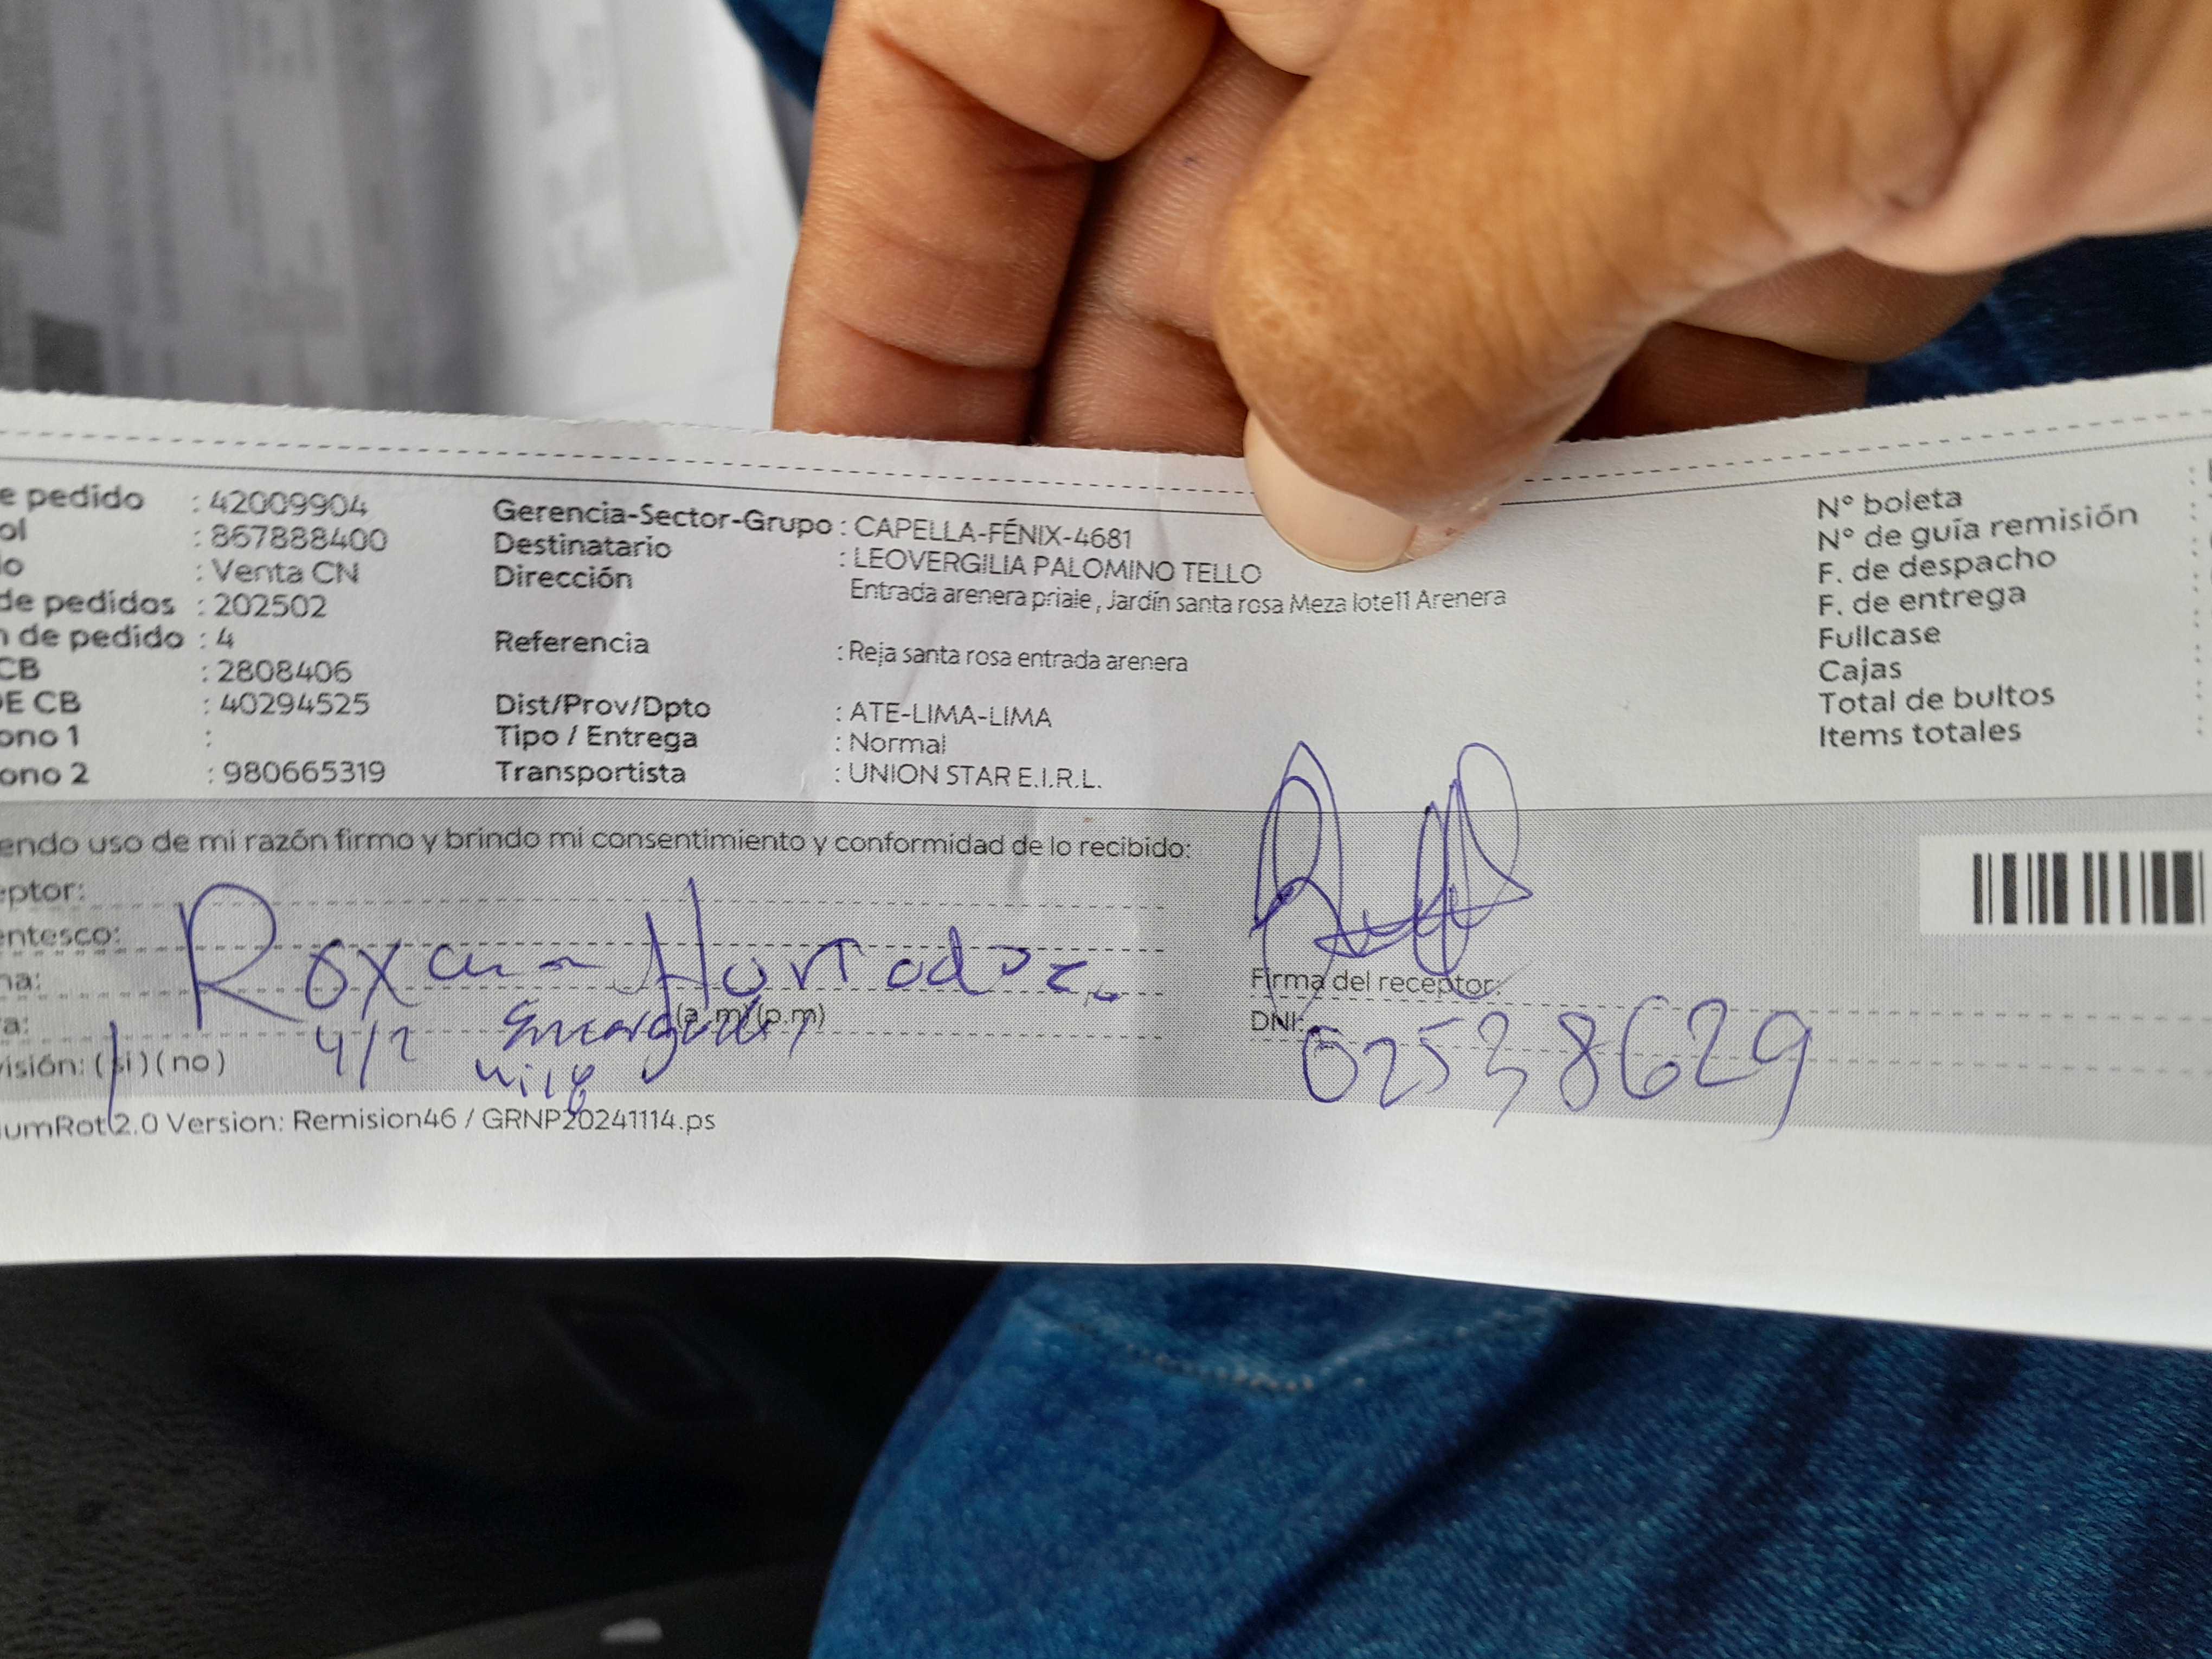 e pedido : 42009904
ol : 867888400
o : Venta CN
de pedidos : 202502
n de pedido : 4
CB : 2808406
E CB : 40294525
ono 1 :
ono 2 : 980665319
Gerencia-Sector-Grupo : CAPELLA-FÉNIX-4681
Destinatario : LEOVERGILIA PALOMINO TELLO
Dirección Entrada arenera priale, Jardín santa rosa Meza lote11 Arenera
Referencia : Reja santa rosa entrada arenera
Dist/Prov/Dpto : ATE-LIMA-LIMA
Tipo / Entrega : Normal
Transportista : UNION STAR E.I.R.L.
N° boleta :
N° de guía remisión :
F. de despacho :
F. de entrega :
Fullcase :
Cajas :
Total de bultos :
Items totales :
endo uso de mi razón firmo y brindo mi consentimiento y conformidad de lo recibido:
eptor:
entesco:
Roxana Hurtado
na:
a: (a.m)(p.m)
4/2
visión: (si) (no)
Firma del receptor:
DNI: 02538629
umRot 2.0 Version: Remision46 / GRNP20241114.ps